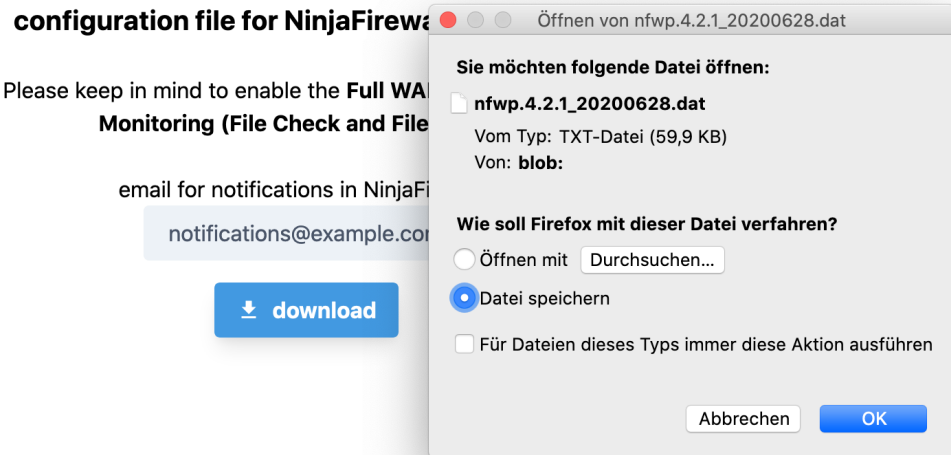 configuration file for NinjaFirewa
Please keep in mind to enable the Full WA
Monitoring (File Check and File
email for notifications in NinjaFi
notifications@example.co
download
Öffnen von nfwp.4.2.1_20200628.dat
Sie möchten folgende Datei öffnen:
nfwp.4.2.1_20200628.dat
Vom Typ: TXT-Datei (59,9 KB)
Von: blob:
Wie soll Firefox mit dieser Datei verfahren?
Öffnen mit Durchsuchen...
Datei speichern
Für Dateien dieses Typs immer diese Aktion ausführen
Abbrechen OK